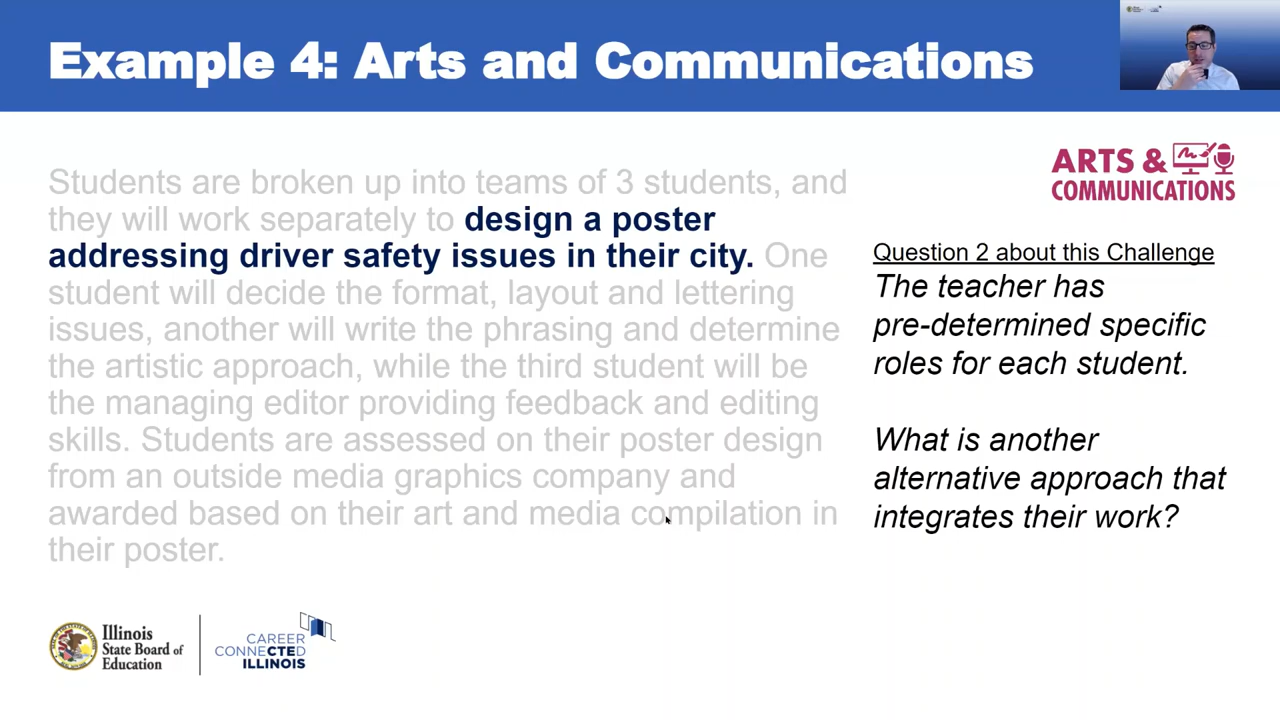 Example 4: Arts and Communications
Students are broken up into teams of 3 students, and
they will work separately to design a poster
addressing driver safety issues in their city. One
student will decide the format, layout and lettering
issues, another will write the phrasing and determine
the artistic approach, while the third student will be
the managing editor providing feedback and editing
skills. Students are assessed on their poster design
from an outside media graphics company and
awarded based on their art and media compilation in
their poster.
ARTS &
COMMUNICATIONS
Question 2 about this Challenge
The teacher has
pre-determined specific
roles for each student.
What is another
alternative approach that
integrates their work?
Illinois
State Board of
Education
CAREER
CONNECTED
ILLINOIS